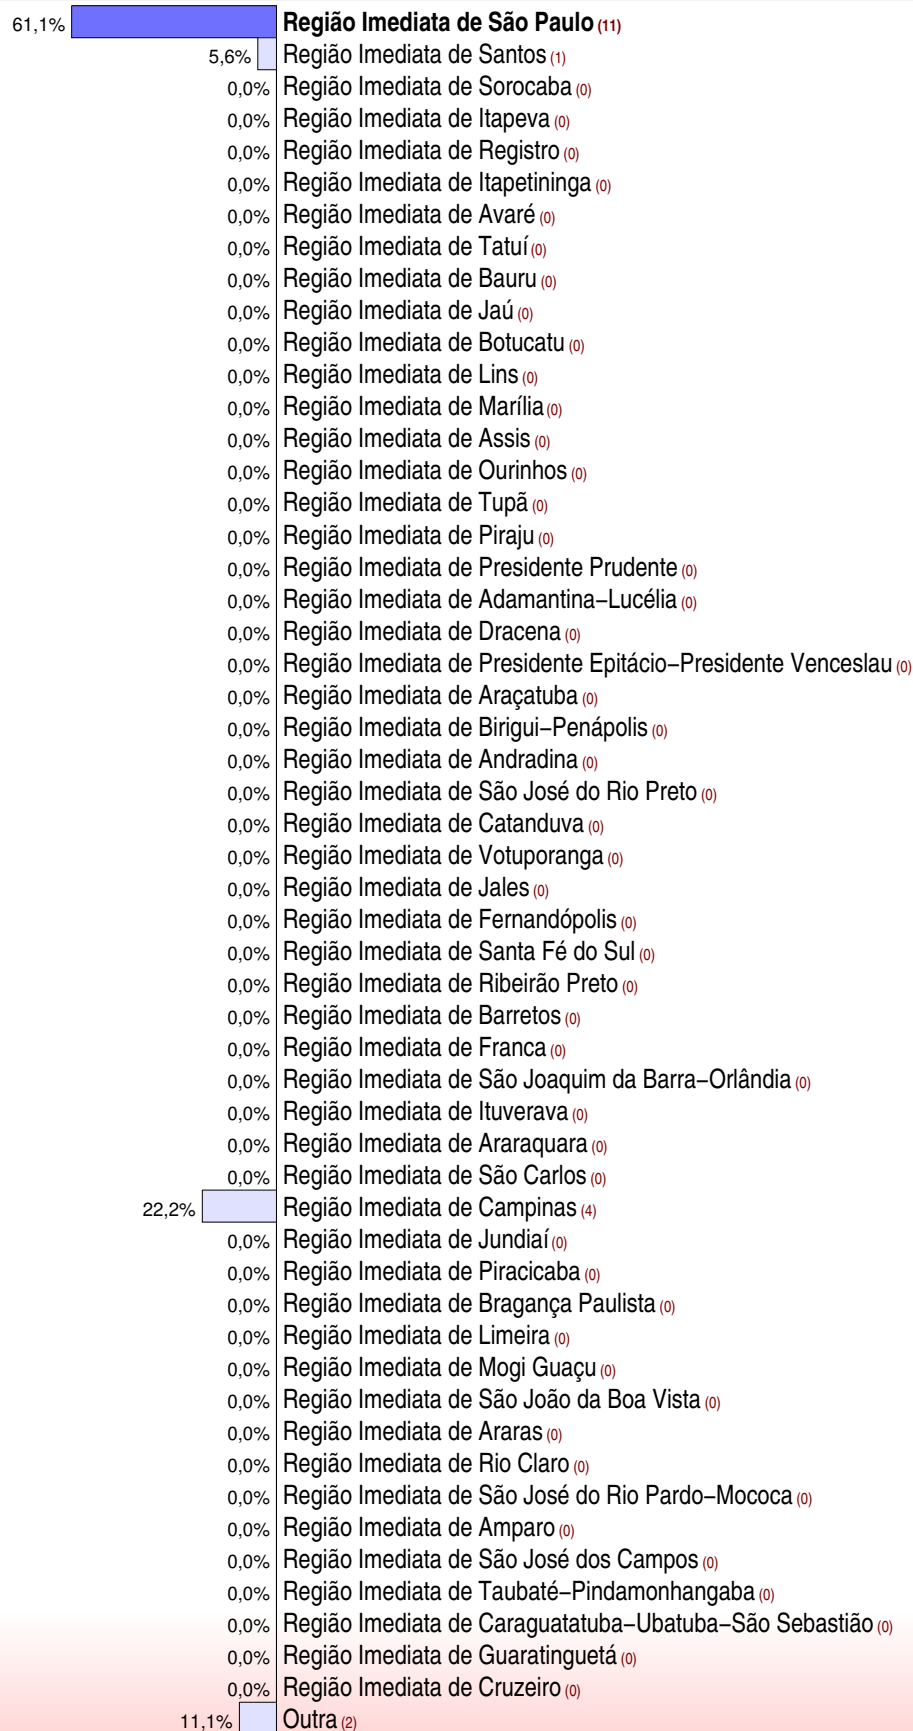 61,1% Região Imediata de São Paulo (11)
5,6% Região Imediata de Santos (1)
0,0% Região Imediata de Sorocaba (0)
0,0% Região Imediata de Itapeva (0)
0,0% Região Imediata de Registro (0)
0,0% Região Imediata de Itapetininga (0)
0,0% Região Imediata de Avaré (0)
0,0% Região Imediata de Tatuí (0)
0,0% Região Imediata de Bauru (0)
0,0% Região Imediata de Jaú (0)
0,0% Região Imediata de Botucatu (0)
0,0% Região Imediata de Lins (0)
0,0% Região Imediata de Marília (0)
0,0% Região Imediata de Assis (0)
0,0% Região Imediata de Ourinhos (0)
0,0% Região Imediata de Tupã (0)
0,0% Região Imediata de Piraju (0)
0,0% Região Imediata de Presidente Prudente (0)
0,0% Região Imediata de Adamantina−Lucélia (0)
0,0% Região Imediata de Dracena (0)
0,0% Região Imediata de Presidente Epitácio−Presidente Venceslau (0)
0,0% Região Imediata de Araçatuba (0)
0,0% Região Imediata de Birigui−Penápolis (0)
0,0% Região Imediata de Andradina (0)
0,0% Região Imediata de São José do Rio Preto (0)
0,0% Região Imediata de Catanduva (0)
0,0% Região Imediata de Votuporanga (0)
0,0% Região Imediata de Jales (0)
0,0% Região Imediata de Fernandópolis (0)
0,0% Região Imediata de Santa Fé do Sul (0)
0,0% Região Imediata de Ribeirão Preto (0)
0,0% Região Imediata de Barretos (0)
0,0% Região Imediata de Franca (0)
0,0% Região Imediata de São Joaquim da Barra−Orlândia (0)
0,0% Região Imediata de Ituverava (0)
0,0% Região Imediata de Araraquara (0)
0,0% Região Imediata de São Carlos (0)
22,2% Região Imediata de Campinas (4)
0,0% Região Imediata de Jundiaí (0)
0,0% Região Imediata de Piracicaba (0)
0,0% Região Imediata de Bragança Paulista (0)
0,0% Região Imediata de Limeira (0)
0,0% Região Imediata de Mogi Guaçu (0)
0,0% Região Imediata de São João da Boa Vista (0)
0,0% Região Imediata de Araras (0)
0,0% Região Imediata de Rio Claro (0)
0,0% Região Imediata de São José do Rio Pardo−Mococa (0)
0,0% Região Imediata de Amparo (0)
0,0% Região Imediata de São José dos Campos (0)
0,0% Região Imediata de Taubaté−Pindamonhangaba (0)
0,0% Região Imediata de Caraguatatuba−Ubatuba−São Sebastião (0)
0,0% Região Imediata de Guaratinguetá (0)
0,0% Região Imediata de Cruzeiro (0)
11,1% Outra (2)